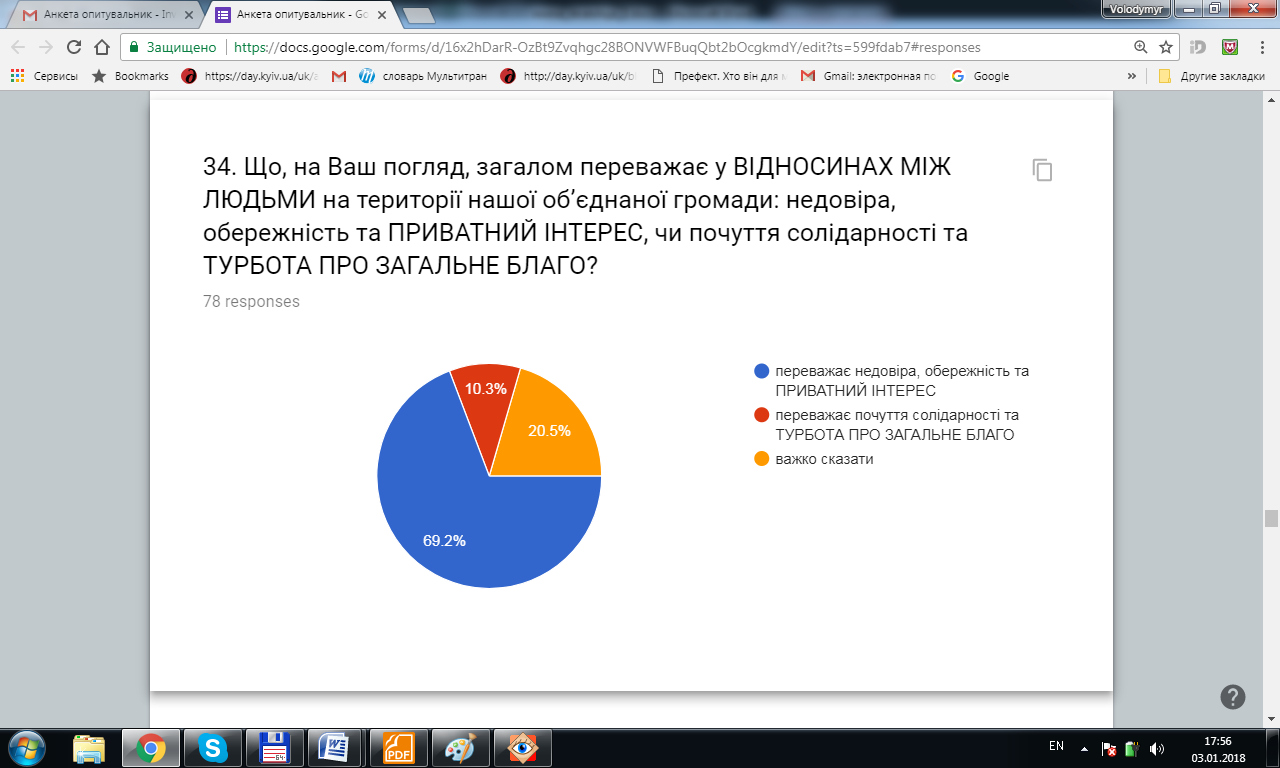 Анкета опитувальник - Inv
Анкета опитувальник - Go
Volodymyr
Защищено
https://docs.google.com/forms/d/16x2hDarR-OzBt9Zvqhgc28BONVWFBuqQbt2bOcgkmdY/edit?ts=599fdab7#responses
Сервисы
Bookmarks
https://day.kyiv.ua/uk/
словарь Мультитран
http://day.kyiv.ua/uk/
Префект. Хто він для
Gmail: электронная по
Google
»
Другие закладки
34. Що, на Ваш погляд, загалом переважає у ВІДНОСИНАХ МІЖ
ЛЮДЬМИ на території нашої об’єднаної громади: недовіра,
обережність та ПРИВАТНИЙ ІНТЕРЕС, чи почуття солідарності та
ТУРБОТА ПРО ЗАГАЛЬНЕ БЛАГО?
78 responses
10.3%
20.5%
69.2%
переважає недовіра, обережність та
ПРИВАТНИЙ ІНТЕРЕС
переважає почуття солідарності та
ТУРБОТА ПРО ЗАГАЛЬНЕ БЛАГО
важко сказати
EN
17:56
03.01.2018